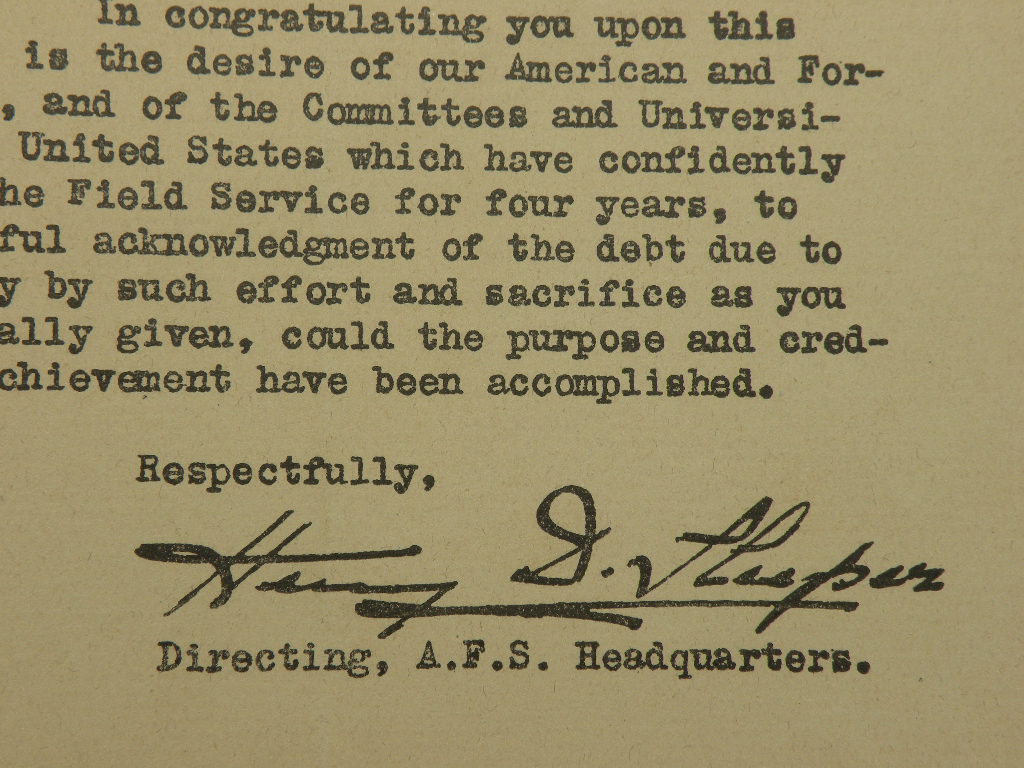 In congratulating you upon this
is the desire of our American and For-
, and of the Committees and Universi-
United States which have confidently
he Field Service for four years, to
ful acknowledgment of the debt due to
y by such effort and sacrifice as you
ally given, could the purpose and cred-
chievement have been accomplished.
Respectfully,
Henry D. Sleeper
Directing, A.F.S. Headquarters.